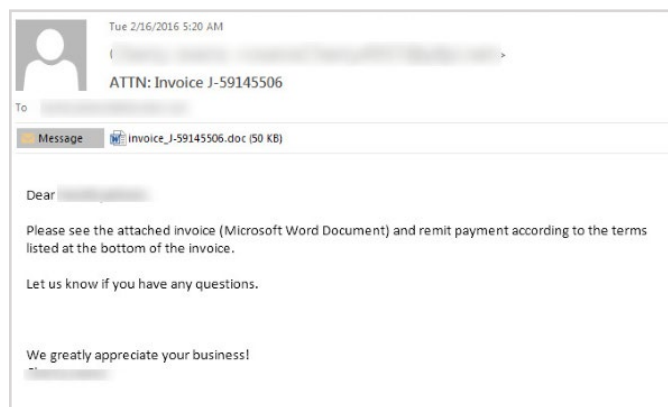 Tue 2/16/2016 5:20 AM
ATTN: Invoice J-59145506
To
Message invoice_J-59145506.doc (50 KB)
Dear
Please see the attached invoice (Microsoft Word Document) and remit payment according to the terms
listed at the bottom of the invoice.
Let us know if you have any questions.
We greatly appreciate your business!